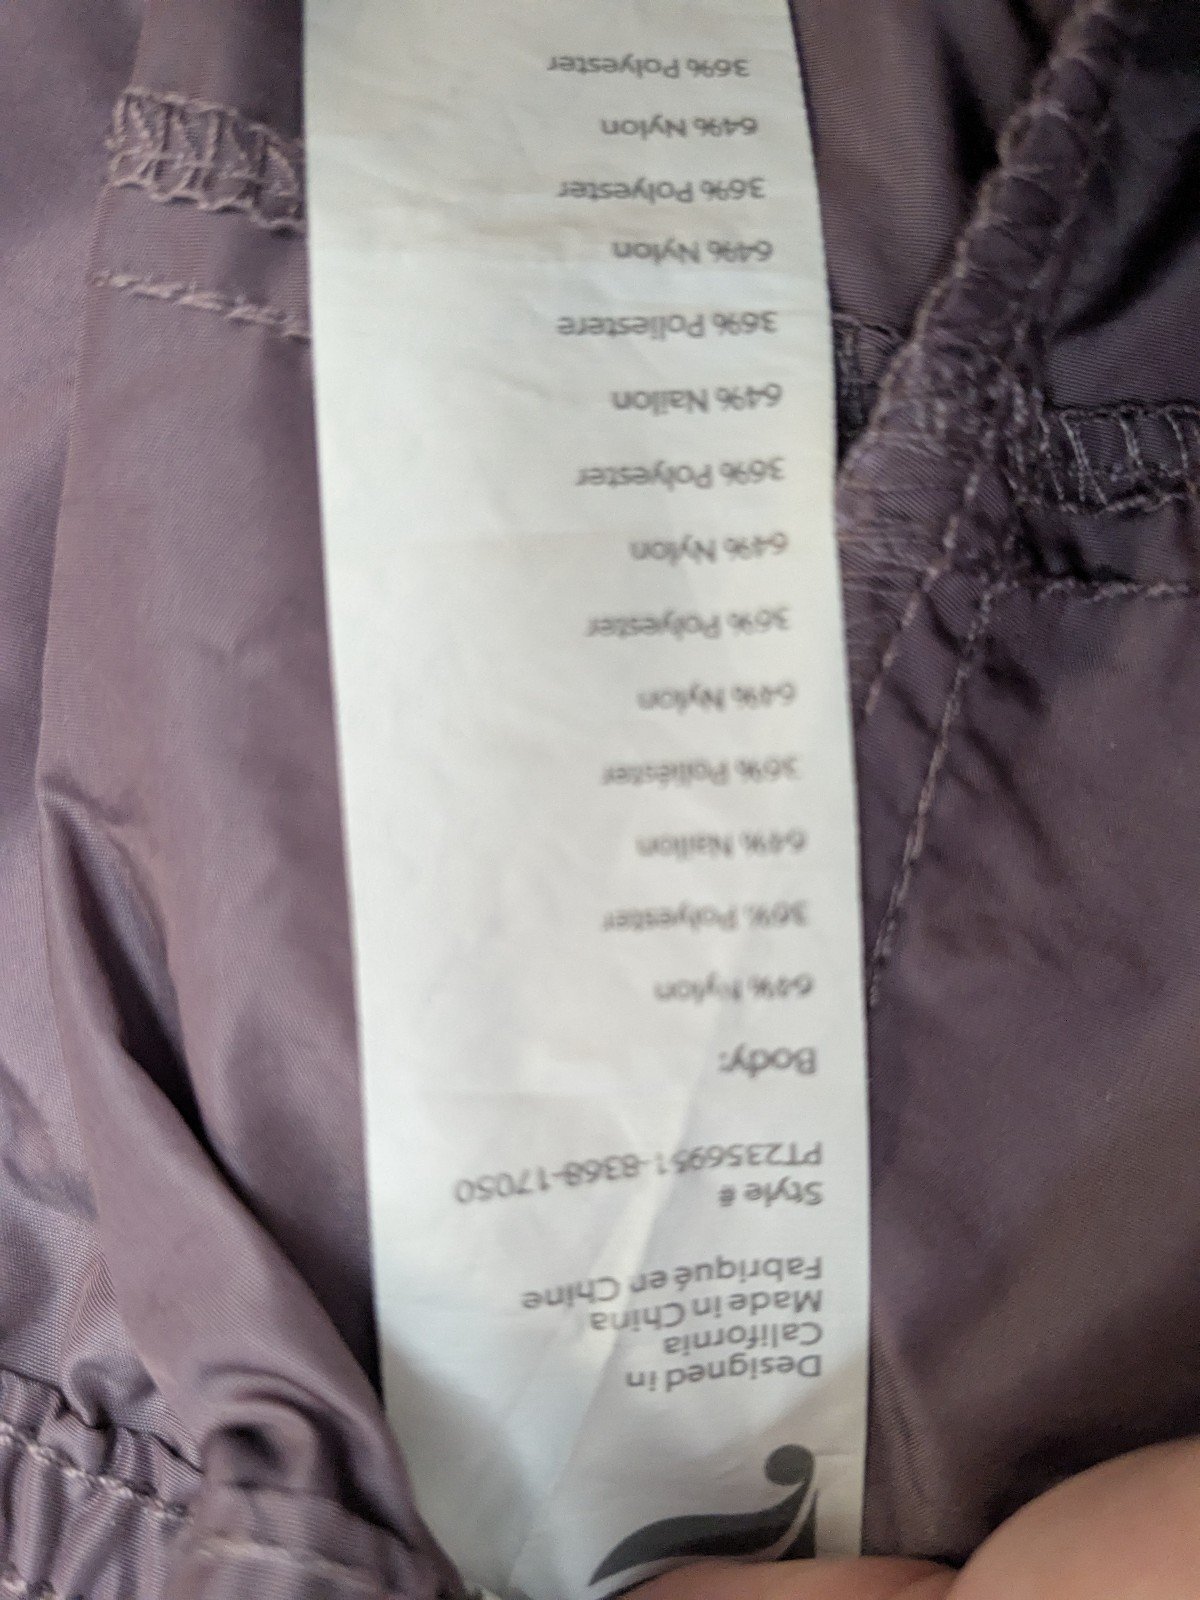 Designed in
California
Made in China
Fabriqué en Chine
Style #
PT2356951-8368-17050
Body:
64% Nylon
36% Polyester
64% Nailon
36% Poliéster
64% Nylon
36% Polyester
64% Nylon
36% Polyester
64% Nailon
36% Poliestere
64% Nylon
36% Polyester
64% Nylon
36% Polyester